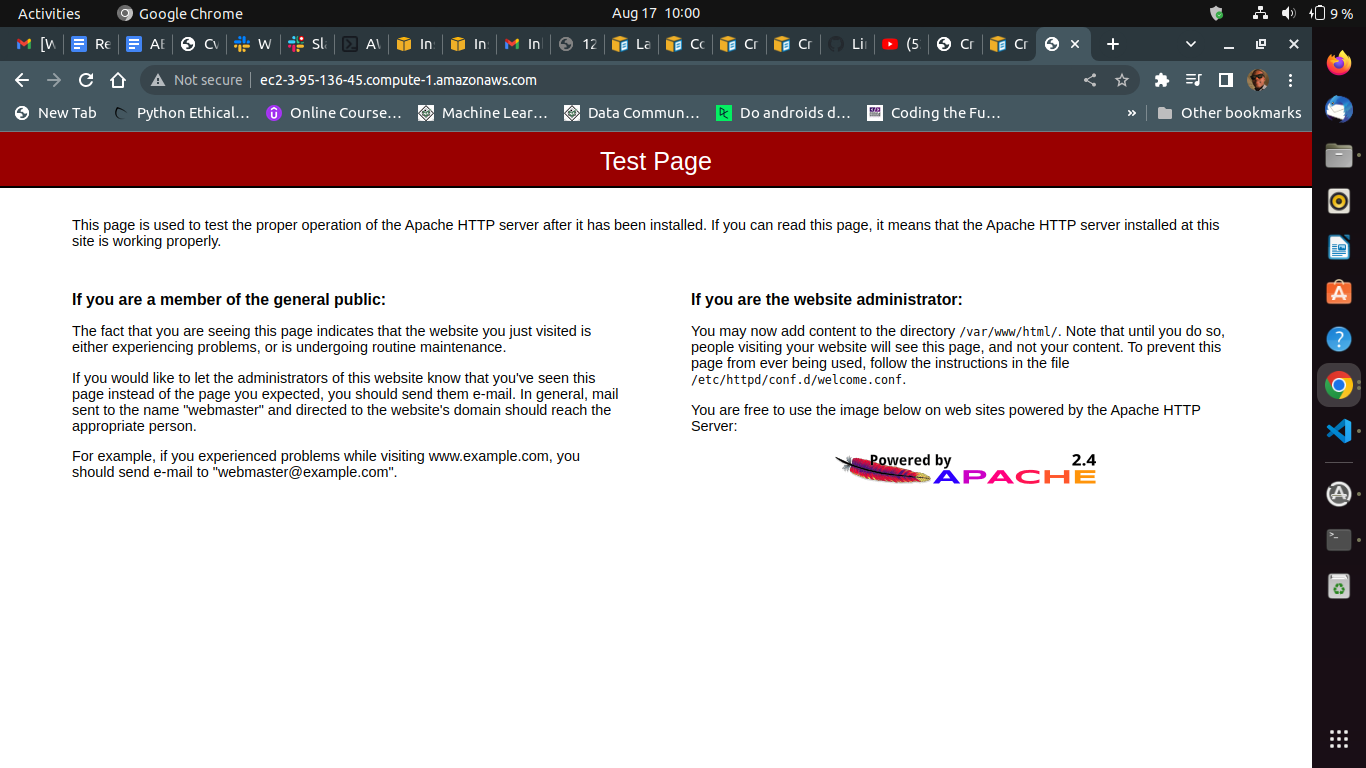 Activities
Google Chrome
Aug 17 10:00
9 %
[W
Re
AE
Cv
W
Sl
AV
In
In
In
12
La
Cc
Cr
Cr
Lin
(5
Cr
Cr
Not secure
ec2-3-95-136-45.compute-1.amazonaws.com
New Tab
Python Ethical…
Online Course…
Machine Lear…
Data Commun…
Do androids d…
Coding the Fu…
»
Other bookmarks
Test Page
This page is used to test the proper operation of the Apache HTTP server after it has been installed. If you can read this page, it means that the Apache HTTP server installed at this
site is working properly.
If you are a member of the general public:
The fact that you are seeing this page indicates that the website you just visited is
either experiencing problems, or is undergoing routine maintenance.
If you would like to let the administrators of this website know that you've seen this
page instead of the page you expected, you should send them e-mail. In general, mail
sent to the name "webmaster" and directed to the website's domain should reach the
appropriate person.
For example, if you experienced problems while visiting www.example.com, you
should send e-mail to "webmaster@example.com".
If you are the website administrator:
You may now add content to the directory /var/www/html/. Note that until you do so,
people visiting your website will see this page, and not your content. To prevent this
page from ever being used, follow the instructions in the file
/etc/httpd/conf.d/welcome.conf.
You are free to use the image below on web sites powered by the Apache HTTP
Server:
Powered by
2.4
APACHE